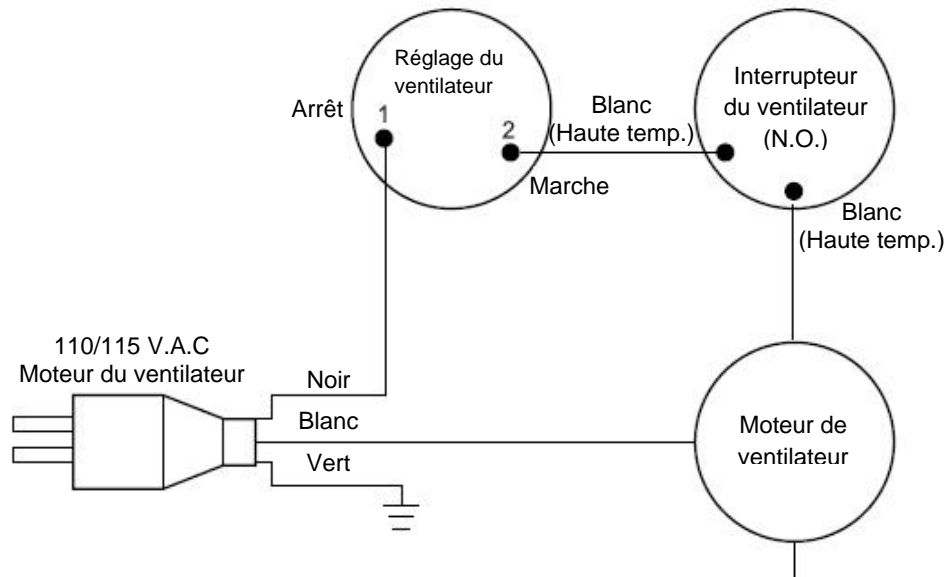 Réglage du
ventilateur
Arrêt
1
2
Marche
Blanc
(Haute temp.)
Interrupteur
du ventilateur
(N.O.)
Blanc
(Haute temp.)
110/115 V.A.C
Moteur du ventilateur
Noir
Blanc
Vert
Moteur de
ventilateur